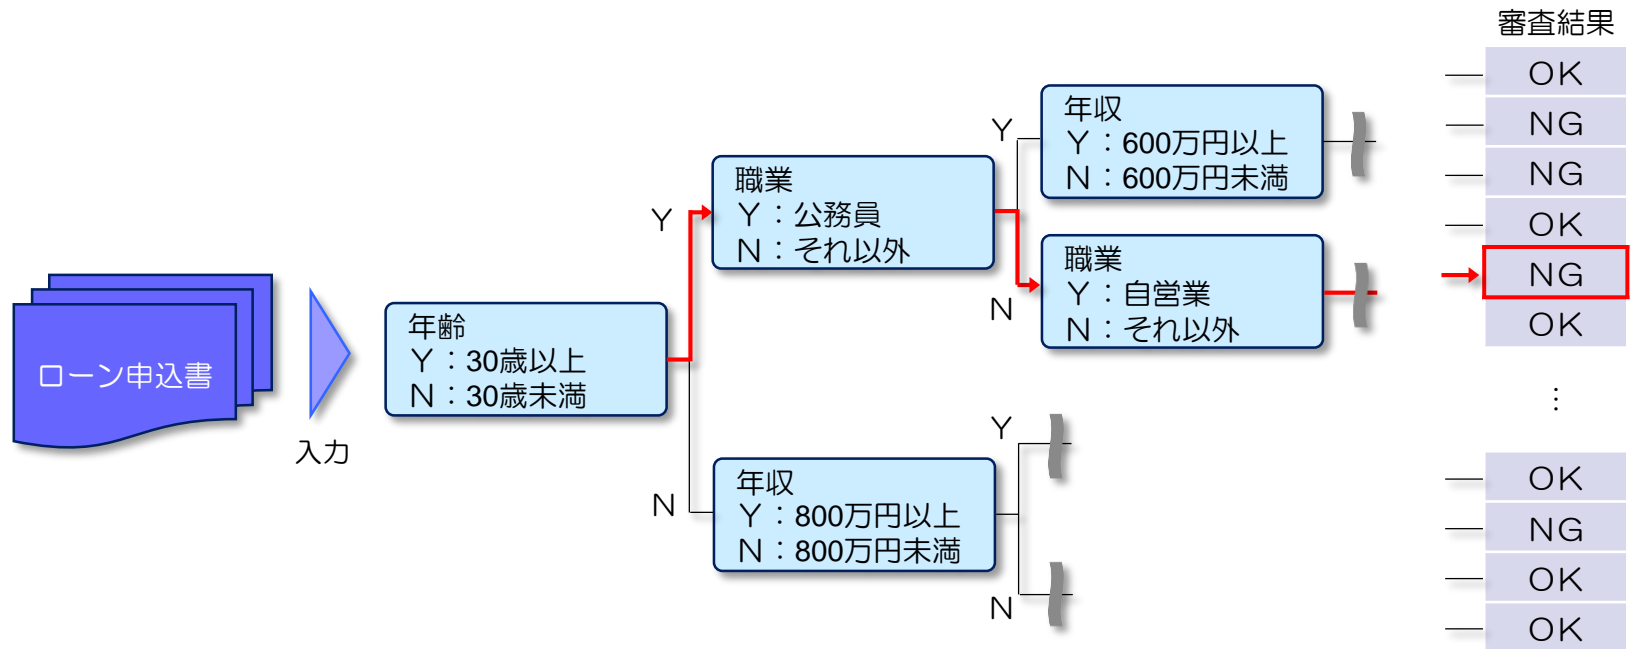 審査結果
OK
NG
NG
OK
NG
OK
⋮
OK
NG
OK
OK
ローン申込書
入力
年齢
Y：30歳以上
N：30歳未満
Y
N
職業
Y：公務員
N：それ以外
年収
Y：800万円以上
N：800万円未満
Y
N
年収
Y：600万円以上
N：600万円未満
職業
Y：自営業
N：それ以外
Y
N